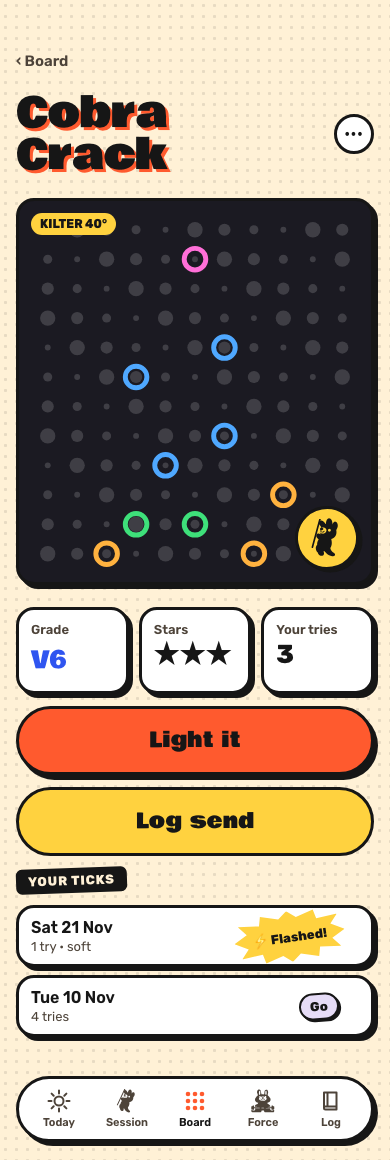 ‹ Board
Cobra
Crack
KILTER 40°
Grade
V6
Stars
★★★
Your tries
3
Light it
Log send
YOUR TICKS
Sat 21 Nov
1 try • soft
⚡ Flashed!
Tue 10 Nov
4 tries
Go
Today
Session
Board
Force
Log